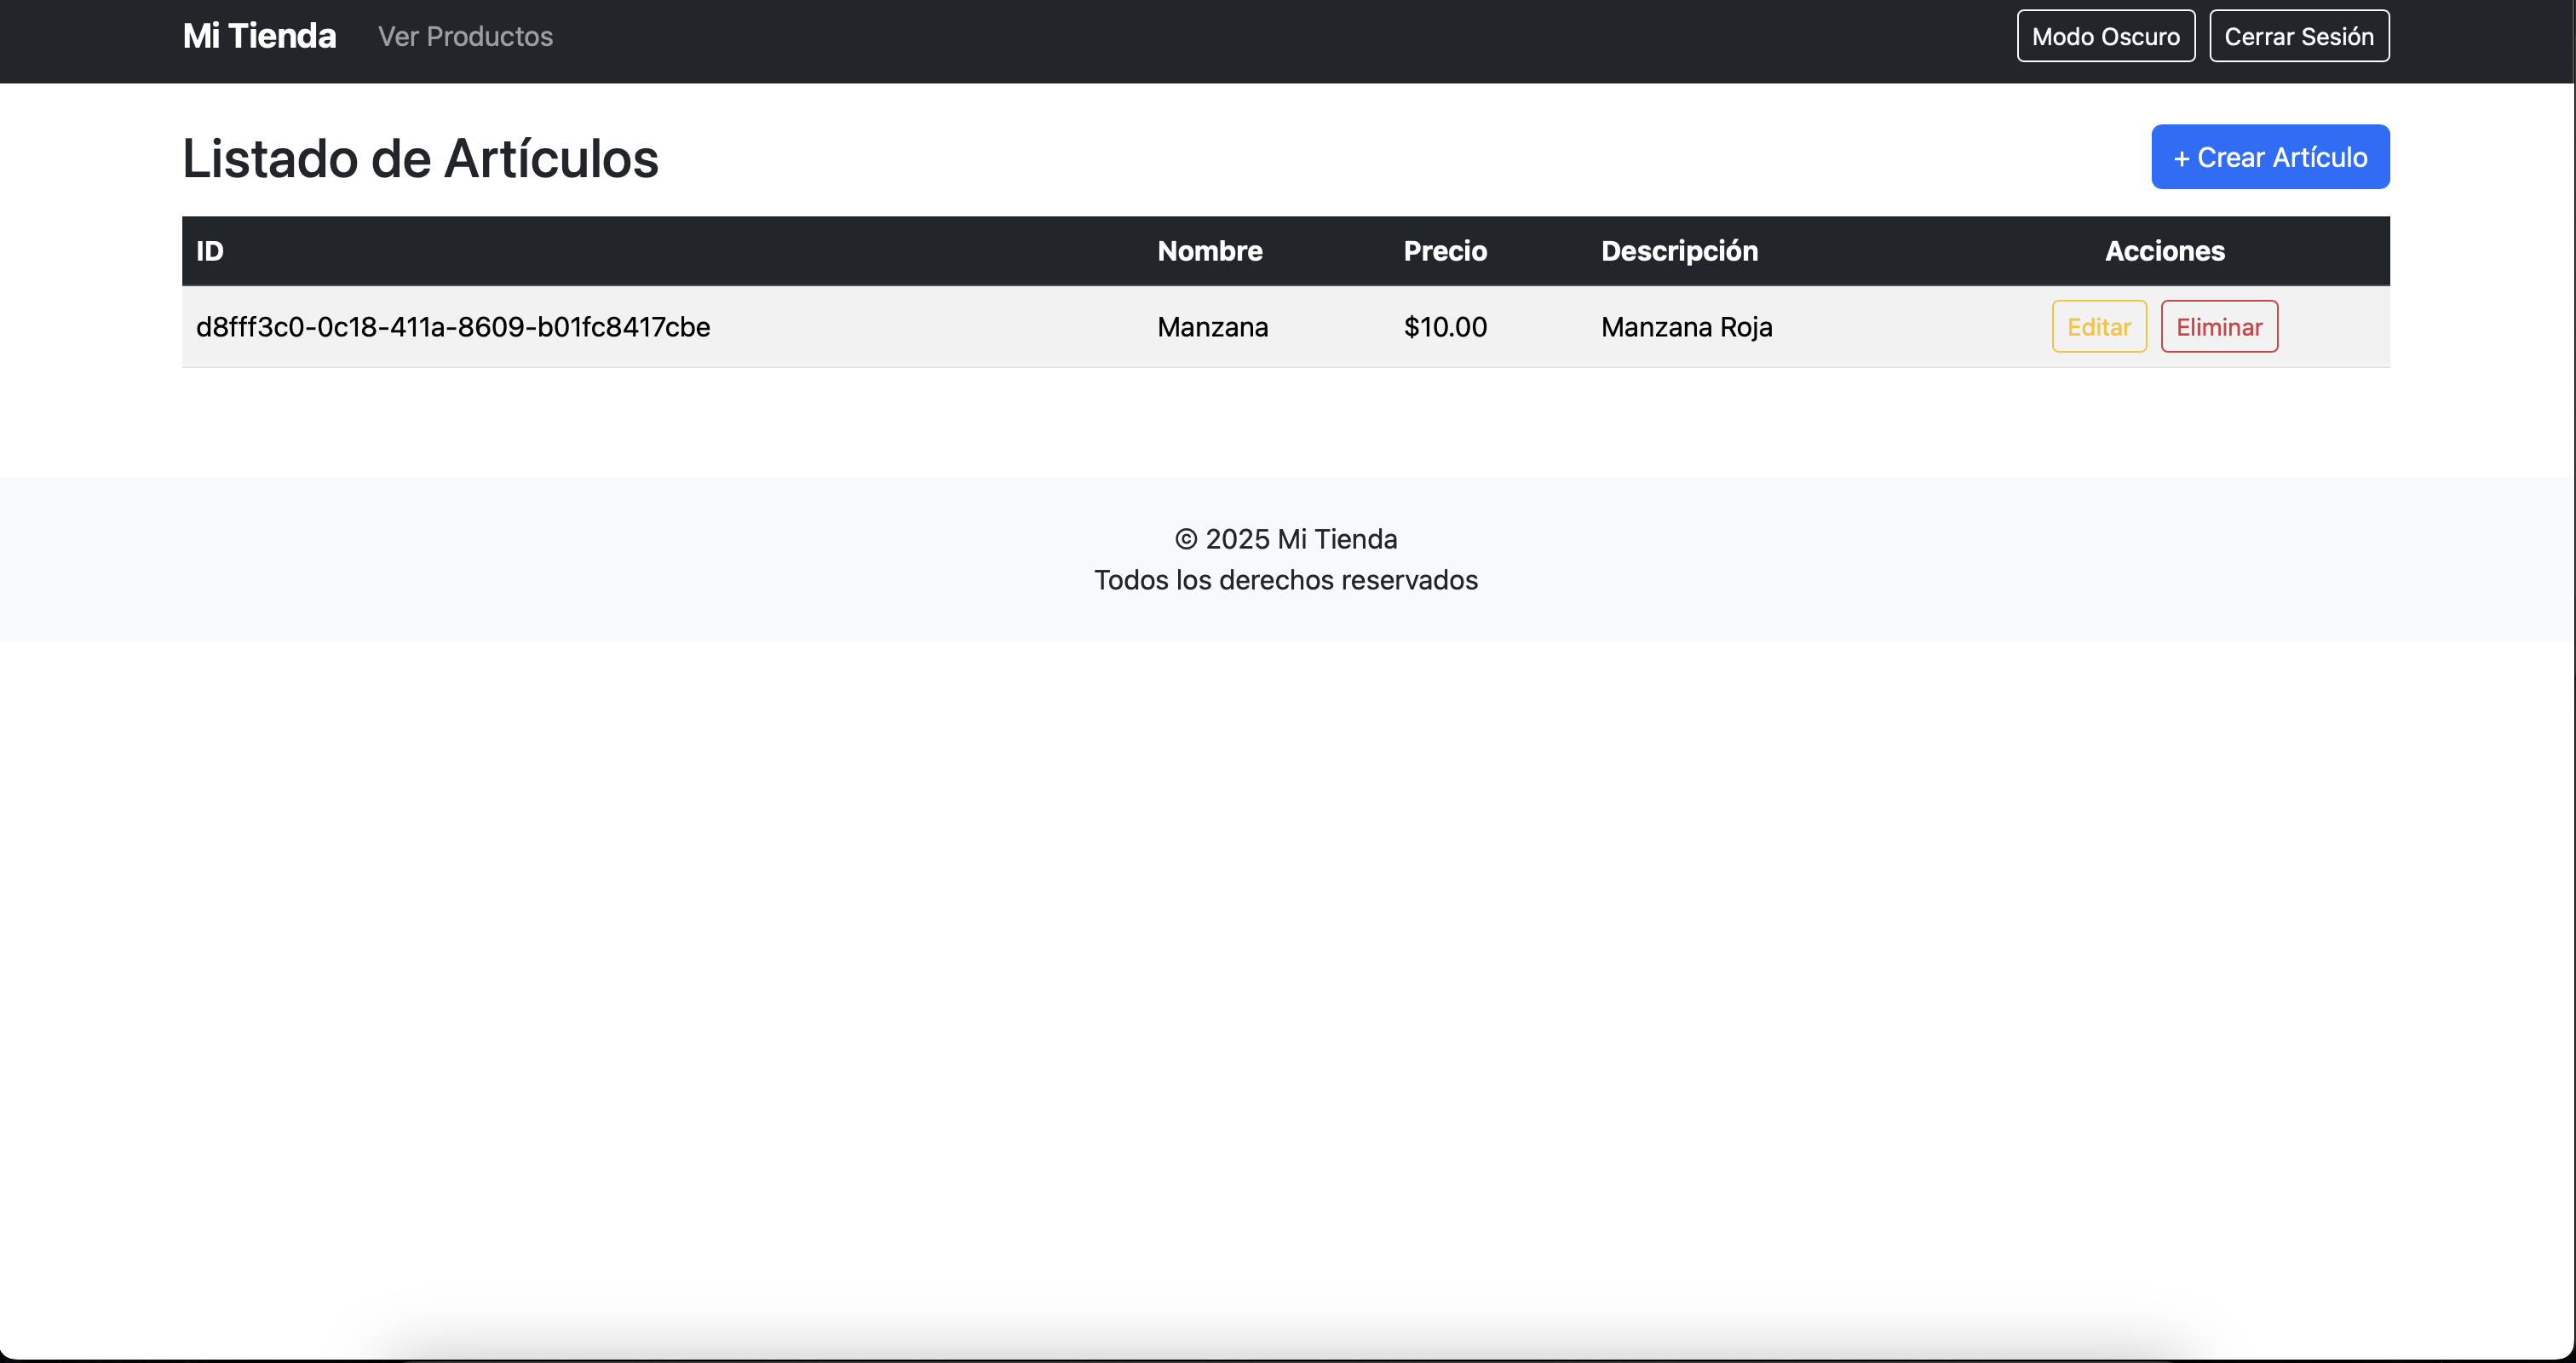 Mi Tienda Ver Productos Modo Oscuro Cerrar Sesión
Listado de Artículos + Crear Artículo
ID Nombre Precio Descripción Acciones
d8fff3c0-0c18-411a-8609-b01fc8417cbe Manzana $10.00 Manzana Roja Editar Eliminar
© 2025 Mi Tienda
Todos los derechos reservados